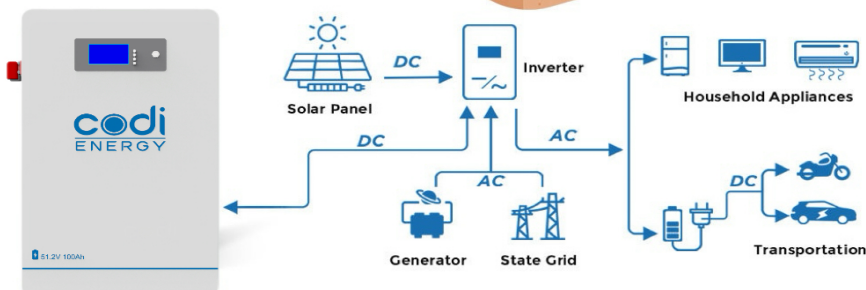 codi
ENERGY
51.2V 100Ah
Solar Panel
DC
Inverter
DC
AC
Generator
State Grid
AC
Household Appliances
DC
Transportation